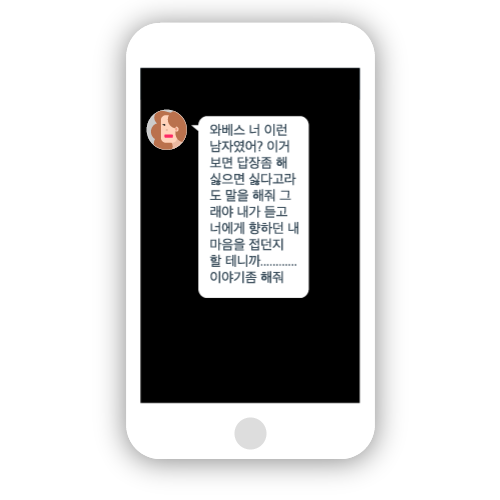 와베스 너 이런
남자였어? 이거
보면 답장좀 해
싫으면 싫다고라
도 말을 해줘 그
래야 내가 듣고
너에게 향하던 내
마음을 접던지
할 테니까............
이야기좀 해줘